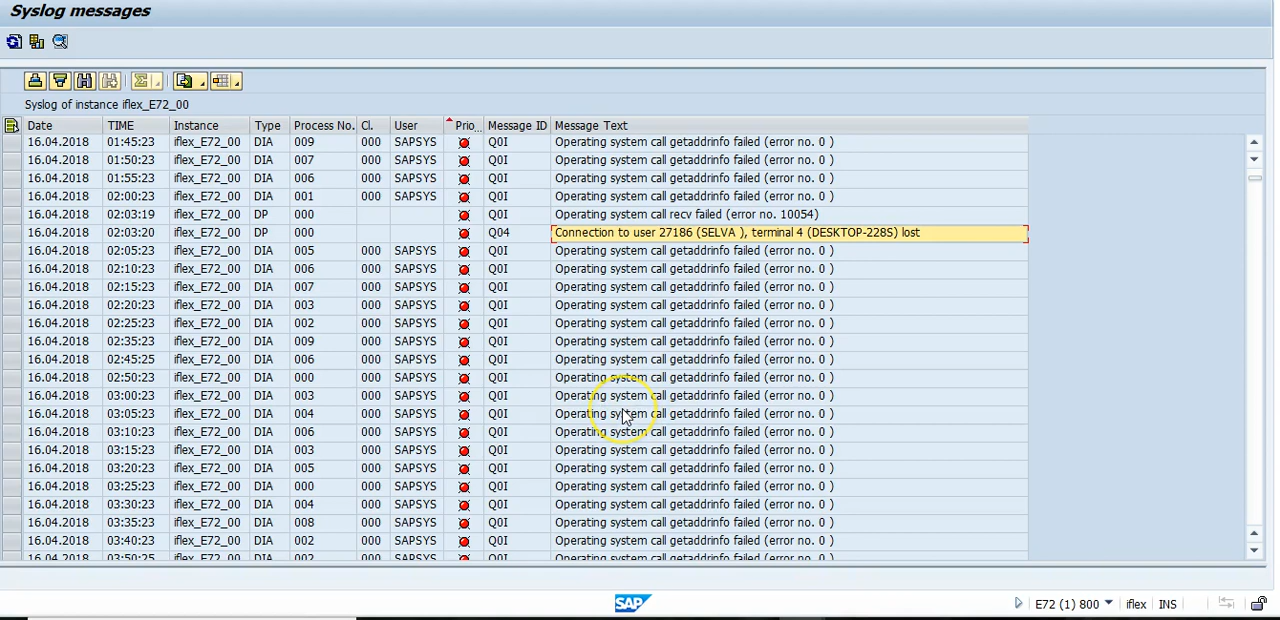 Syslog messages
Syslog of instance iflex_E72_00
Date TIME Instance Type Process No. Cl. User Prio... Message ID Message Text
16.04.2018 01:45:23 iflex_E72_00 DIA 009 000 SAPSYS Q0I Operating system call getaddrinfo failed (error no. 0 )
16.04.2018 01:50:23 iflex_E72_00 DIA 007 000 SAPSYS Q0I Operating system call getaddrinfo failed (error no. 0 )
16.04.2018 01:55:23 iflex_E72_00 DIA 006 000 SAPSYS Q0I Operating system call getaddrinfo failed (error no. 0 )
16.04.2018 02:00:23 iflex_E72_00 DIA 001 000 SAPSYS Q0I Operating system call getaddrinfo failed (error no. 0 )
16.04.2018 02:03:19 iflex_E72_00 DP 000 Q0I Operating system call recv failed (error no. 10054)
16.04.2018 02:03:20 iflex_E72_00 DP 000 Q04 Connection to user 27186 (SELVA ), terminal 4 (DESKTOP-228S) lost
16.04.2018 02:05:23 iflex_E72_00 DIA 005 000 SAPSYS Q0I Operating system call getaddrinfo failed (error no. 0 )
16.04.2018 02:10:23 iflex_E72_00 DIA 006 000 SAPSYS Q0I Operating system call getaddrinfo failed (error no. 0 )
16.04.2018 02:15:23 iflex_E72_00 DIA 007 000 SAPSYS Q0I Operating system call getaddrinfo failed (error no. 0 )
16.04.2018 02:20:23 iflex_E72_00 DIA 003 000 SAPSYS Q0I Operating system call getaddrinfo failed (error no. 0 )
16.04.2018 02:25:23 iflex_E72_00 DIA 002 000 SAPSYS Q0I Operating system call getaddrinfo failed (error no. 0 )
16.04.2018 02:35:23 iflex_E72_00 DIA 009 000 SAPSYS Q0I Operating system call getaddrinfo failed (error no. 0 )
16.04.2018 02:45:25 iflex_E72_00 DIA 006 000 SAPSYS Q0I Operating system call getaddrinfo failed (error no. 0 )
16.04.2018 02:50:23 iflex_E72_00 DIA 000 000 SAPSYS Q0I Operating system call getaddrinfo failed (error no. 0 )
16.04.2018 03:00:23 iflex_E72_00 DIA 003 000 SAPSYS Q0I Operating system call getaddrinfo failed (error no. 0 )
16.04.2018 03:05:23 iflex_E72_00 DIA 004 000 SAPSYS Q0I Operating system call getaddrinfo failed (error no. 0 )
16.04.2018 03:10:23 iflex_E72_00 DIA 006 000 SAPSYS Q0I Operating system call getaddrinfo failed (error no. 0 )
16.04.2018 03:15:23 iflex_E72_00 DIA 003 000 SAPSYS Q0I Operating system call getaddrinfo failed (error no. 0 )
16.04.2018 03:20:23 iflex_E72_00 DIA 005 000 SAPSYS Q0I Operating system call getaddrinfo failed (error no. 0 )
16.04.2018 03:25:23 iflex_E72_00 DIA 000 000 SAPSYS Q0I Operating system call getaddrinfo failed (error no. 0 )
16.04.2018 03:30:23 iflex_E72_00 DIA 004 000 SAPSYS Q0I Operating system call getaddrinfo failed (error no. 0 )
16.04.2018 03:35:23 iflex_E72_00 DIA 008 000 SAPSYS Q0I Operating system call getaddrinfo failed (error no. 0 )
16.04.2018 03:40:23 iflex_E72_00 DIA 002 000 SAPSYS Q0I Operating system call getaddrinfo failed (error no. 0 )
16.04.2018 03:50:25 iflex_E72_00 DIA 002 000 SAPSYS Q0I Operating system call getaddrinfo failed (error no. 0 )
SAP E72 (1) 800 iflex INS